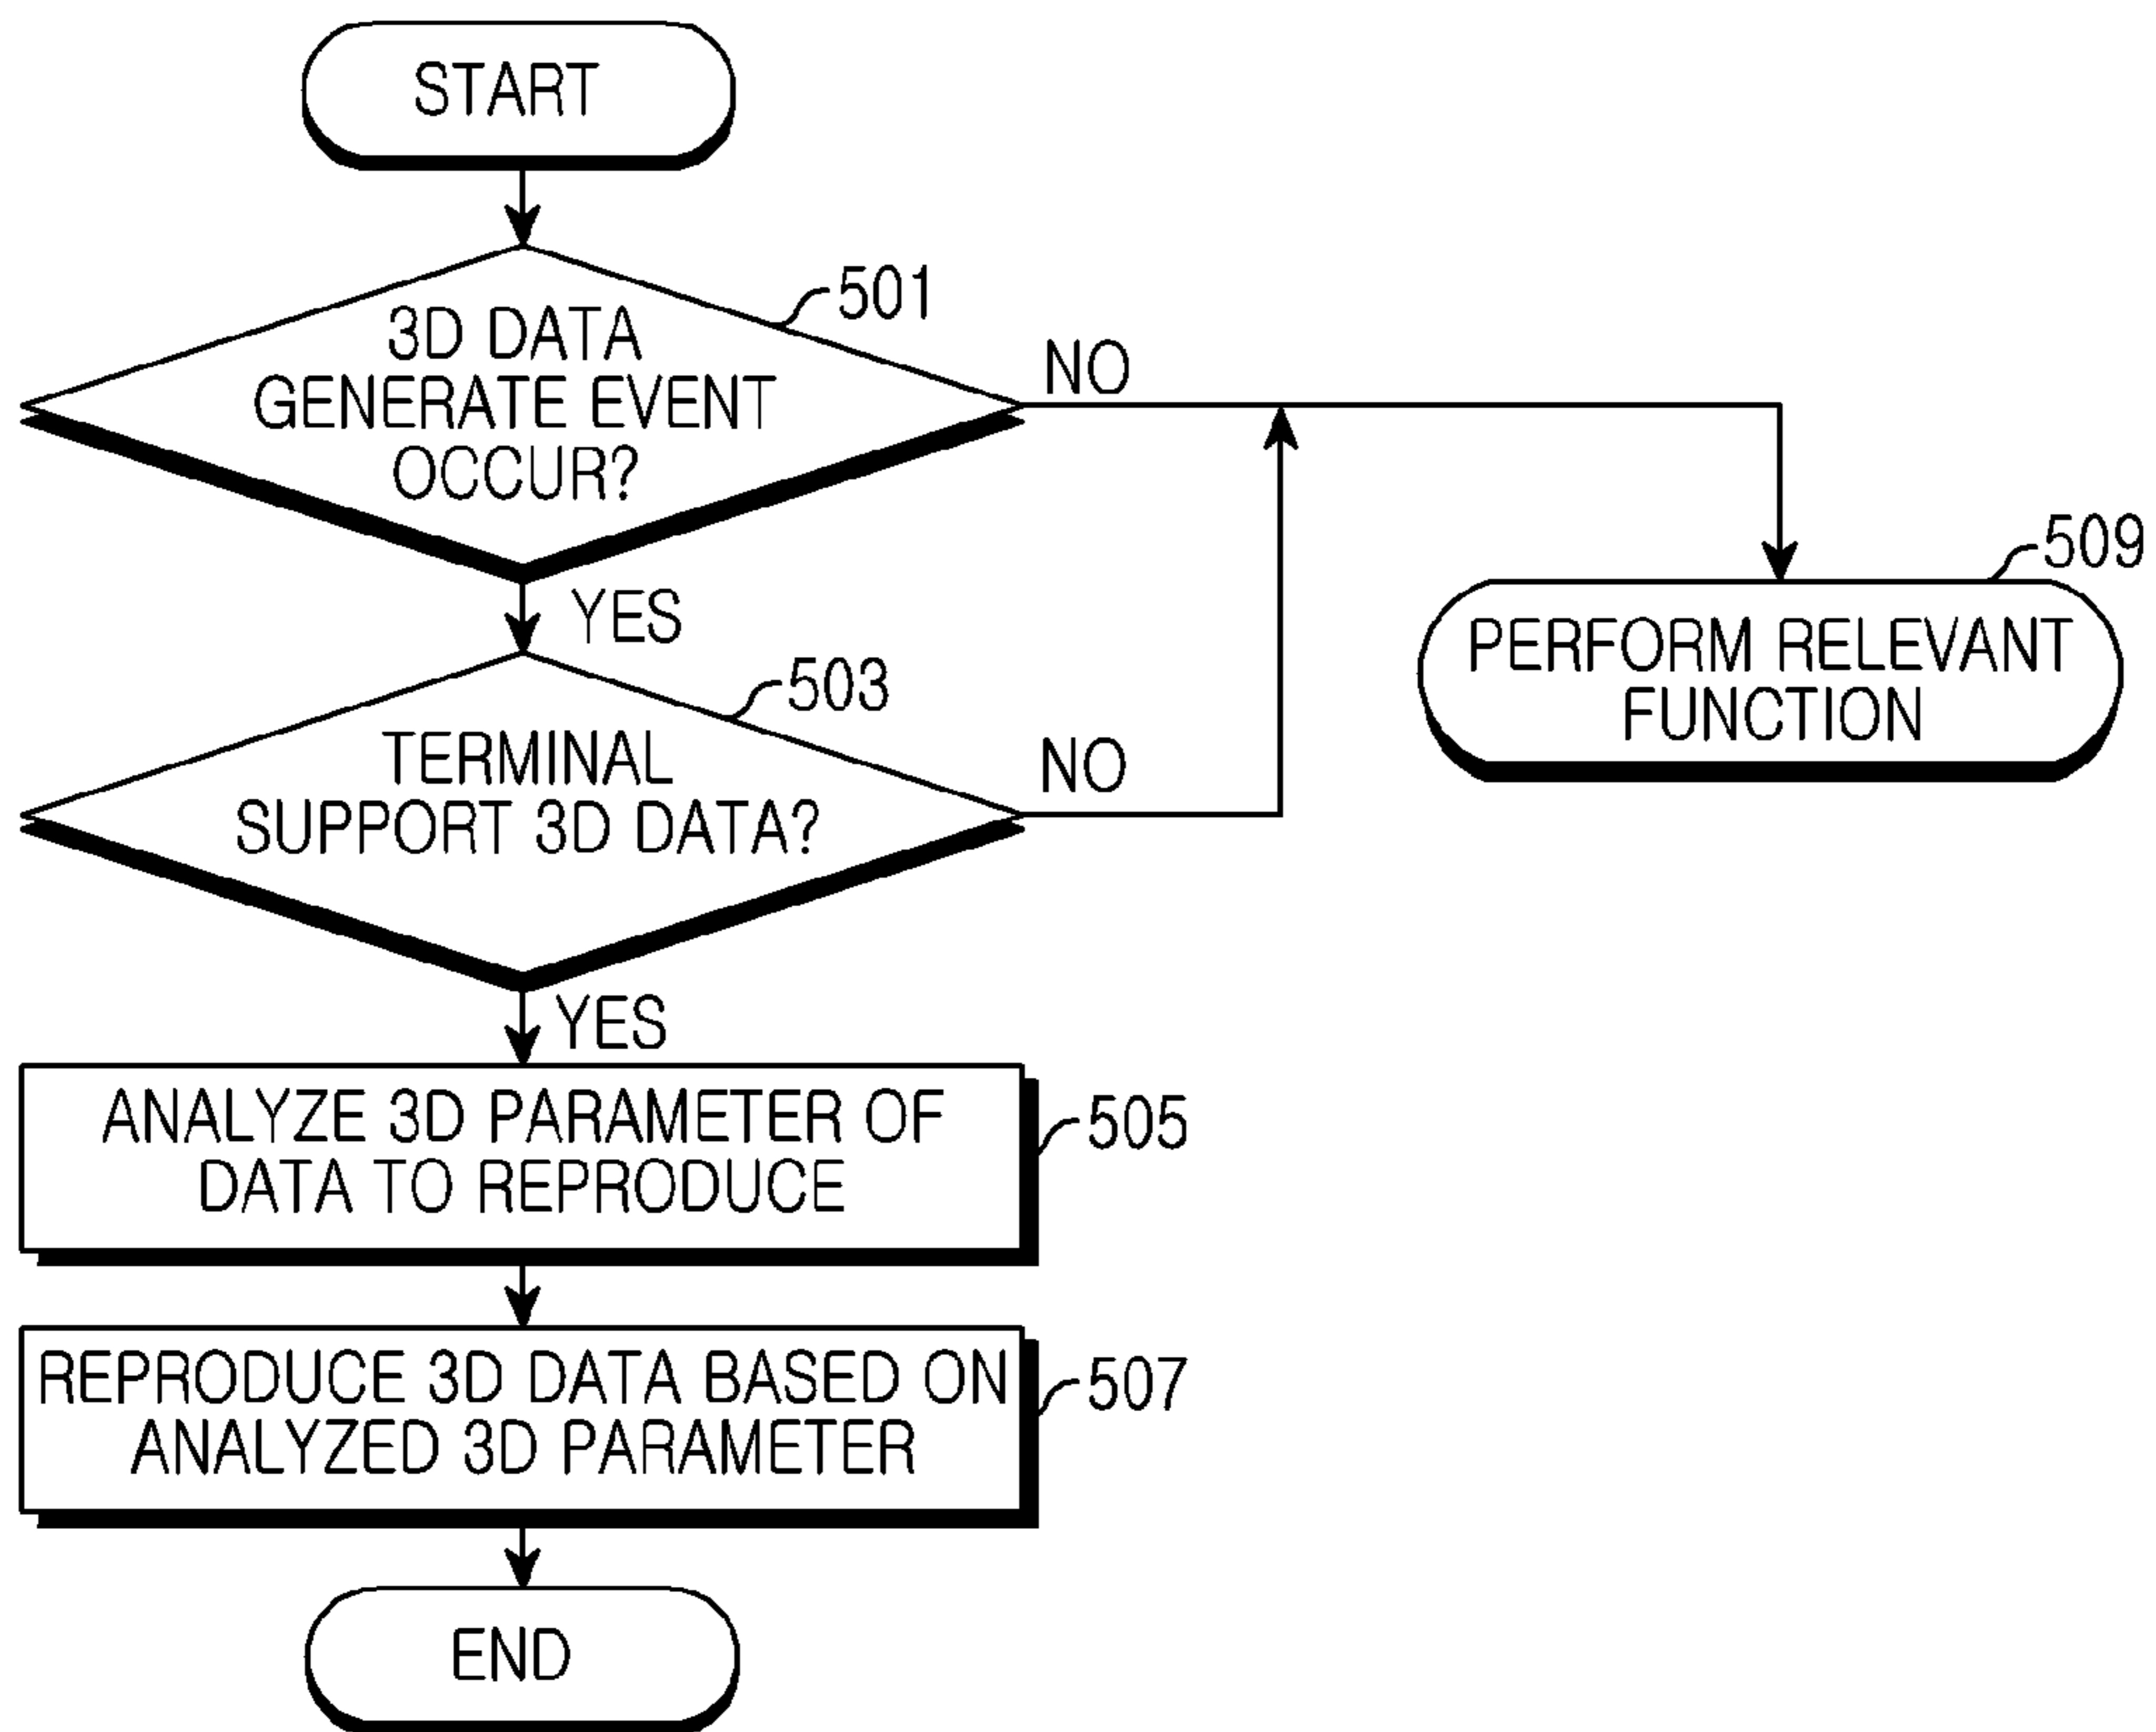 START
501
3D DATA
GENERATE EVENT
OCCUR?
NO
YES
509
PERFORM RELEVANT
FUNCTION
503
TERMINAL
SUPPORT 3D DATA?
NO
YES
505
ANALYZE 3D PARAMETER OF
DATA TO REPRODUCE
507
REPRODUCE 3D DATA BASED ON
ANALYZED 3D PARAMETER
END